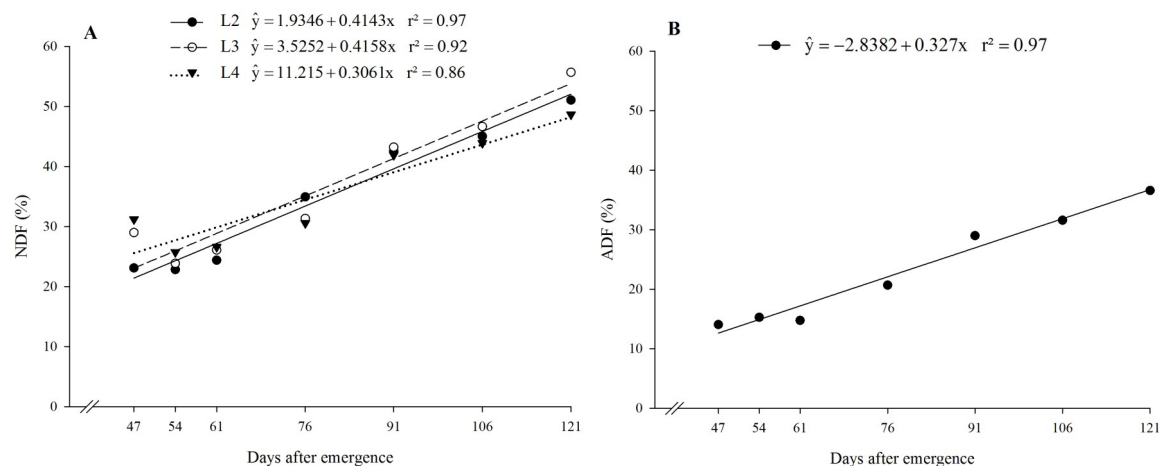 A
L2 ŷ = 1.9346 + 0.4143x r² = 0.97
L3 ŷ = 3.5252 + 0.4158x r² = 0.92
L4 ŷ = 11.215 + 0.3061x r² = 0.86
NDF (%)
60
50
40
30
20
10
0
47 54 61 76 91 106 121
Days after emergence
B
ŷ = −2.8382 + 0.327x r² = 0.97
ADF (%)
60
50
40
30
20
10
0
47 54 61 76 91 106 121
Days after emergence